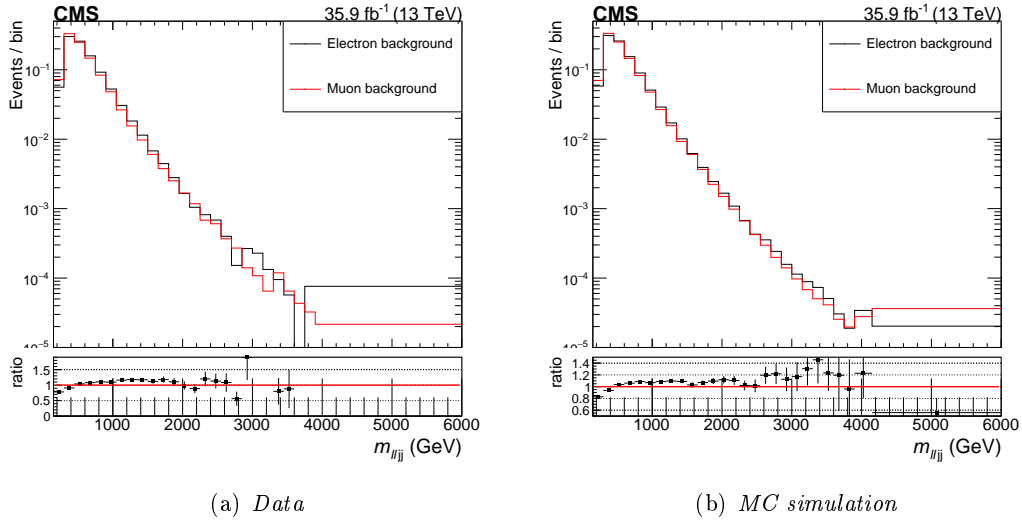 CMS 35.9 fb⁻¹ (13 TeV)
Events / bin
Electron background
Muon background
10⁻¹
10⁻²
10⁻³
10⁻⁴
10⁻⁵
ratio
1.5
1
0.5
0
1000 2000 3000 4000 5000 6000
m_lljj (GeV)
(a) Data
CMS 35.9 fb⁻¹ (13 TeV)
Events / bin
Electron background
Muon background
10⁻¹
10⁻²
10⁻³
10⁻⁴
10⁻⁵
ratio
1.4
1.2
1
0.8
0.6
1000 2000 3000 4000 5000 6000
m_lljj (GeV)
(b) MC simulation